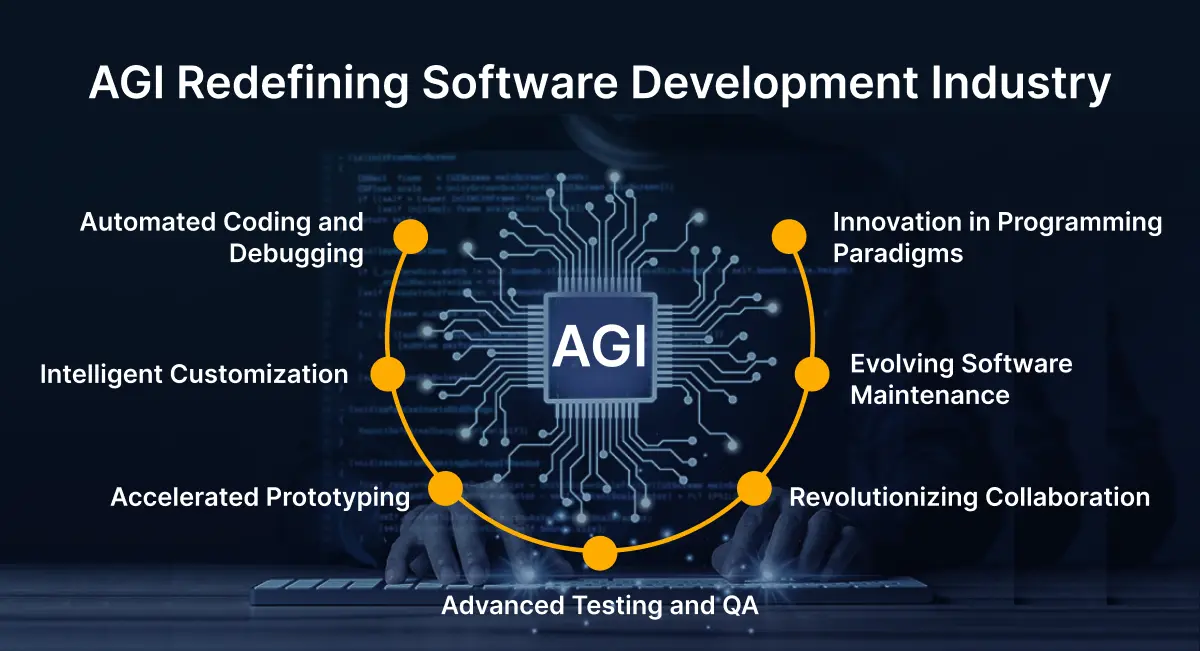 AGI Redefining Software Development Industry
Automated Coding and
Debugging
Intelligent Customization
Accelerated Prototyping
Advanced Testing and QA
Revolutionizing Collaboration
Evolving Software
Maintenance
Innovation in Programming
Paradigms
AGI